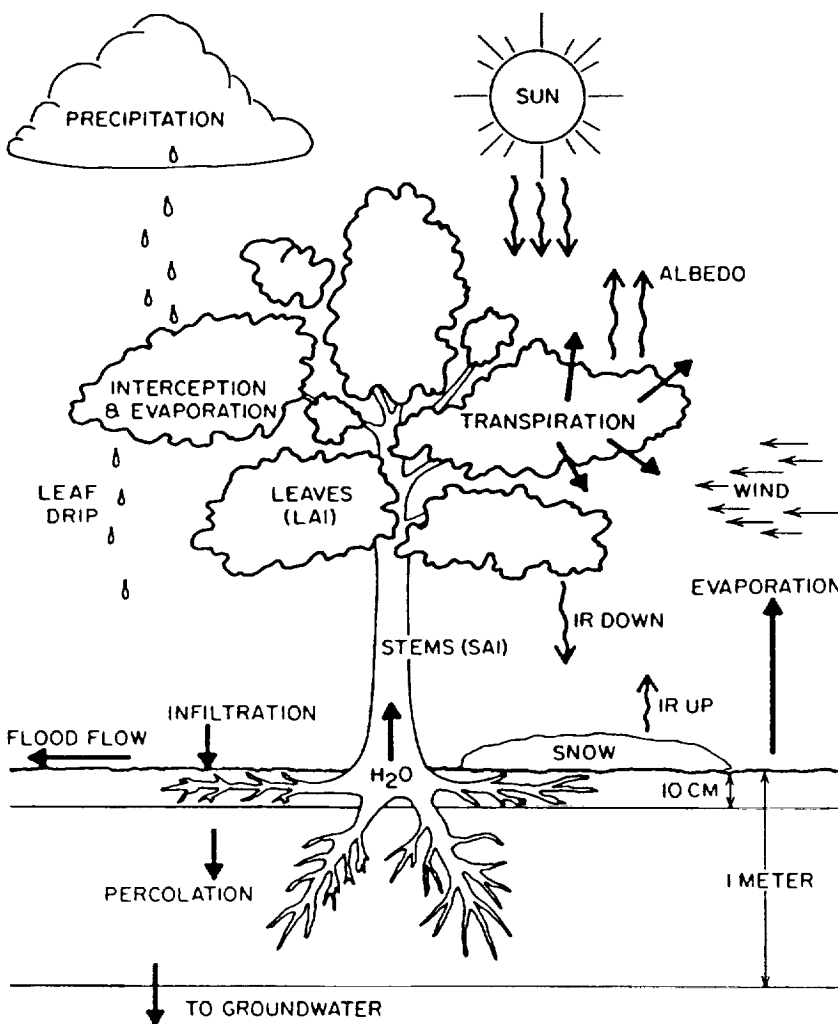 PRECIPITATION
SUN
ALBEDO
INTERCEPTION
& EVAPORATION
TRANSPIRATION
LEAF
DRIP
LEAVES
(LAI)
WIND
EVAPORATION
IR DOWN
STEMS (SAI)
INFILTRATION
IR UP
FLOOD FLOW
SNOW
H₂O
10 CM
PERCOLATION
1 METER
TO GROUNDWATER